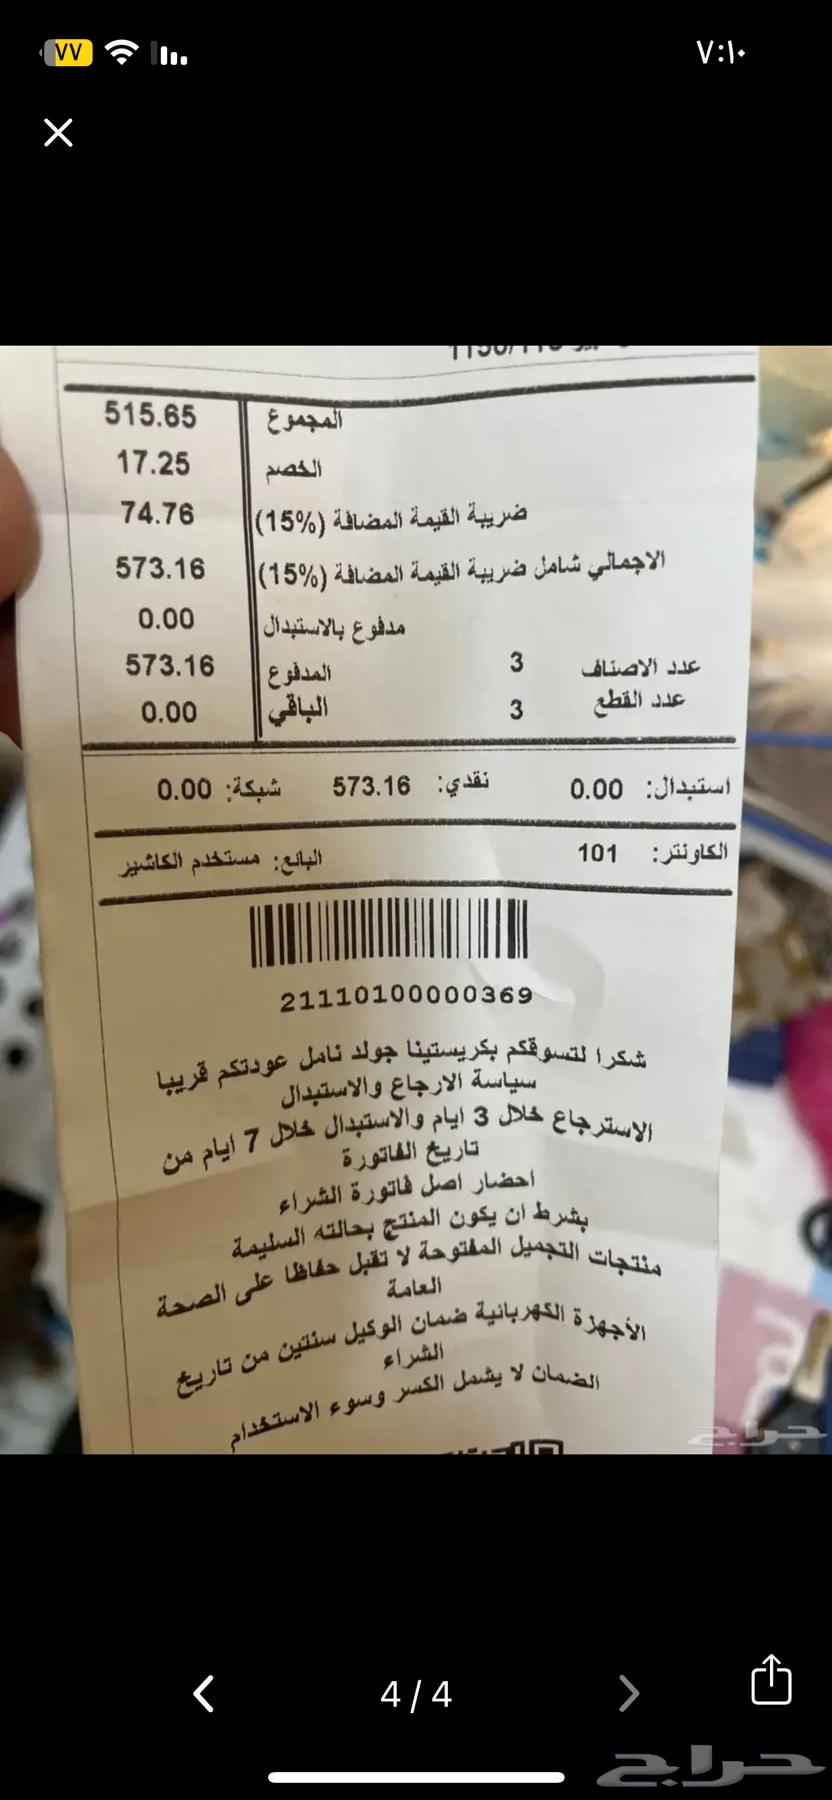 ٧:١٠
٧٧
المجموع 515.65
الخصم 17.25
ضريبة القيمة المضافة (15%) 74.76
الاجمالي شامل ضريبة القيمة المضافة (15%) 573.16
مدفوع بالاستبدال 0.00
عدد الاصناف 3 المدفوع 573.16
عدد القطع 3 الباقي 0.00
استبدال: 0.00 نقدي: 573.16 شبكة: 0.00
الكاونتر: 101 البائع: مستخدم الكاشير
21110100000369
شكرا لتسوقكم بكريستينا جولد نامل عودتكم قريبا
سياسة الارجاع والاستبدال
الاسترجاع خلال 3 ايام والاستبدال خلال 7 ايام من
تاريخ الفاتورة
احضار اصل فاتورة الشراء
بشرط ان يكون المنتج بحالته السليمة
منتجات التجميل المفتوحة لا تقبل حفاظا على الصحة
العامة
الأجهزة الكهربائية ضمان الوكيل سنتين من تاريخ
الشراء
الضمان لا يشمل الكسر وسوء الاستخدام
حراج
4 / 4
حراج